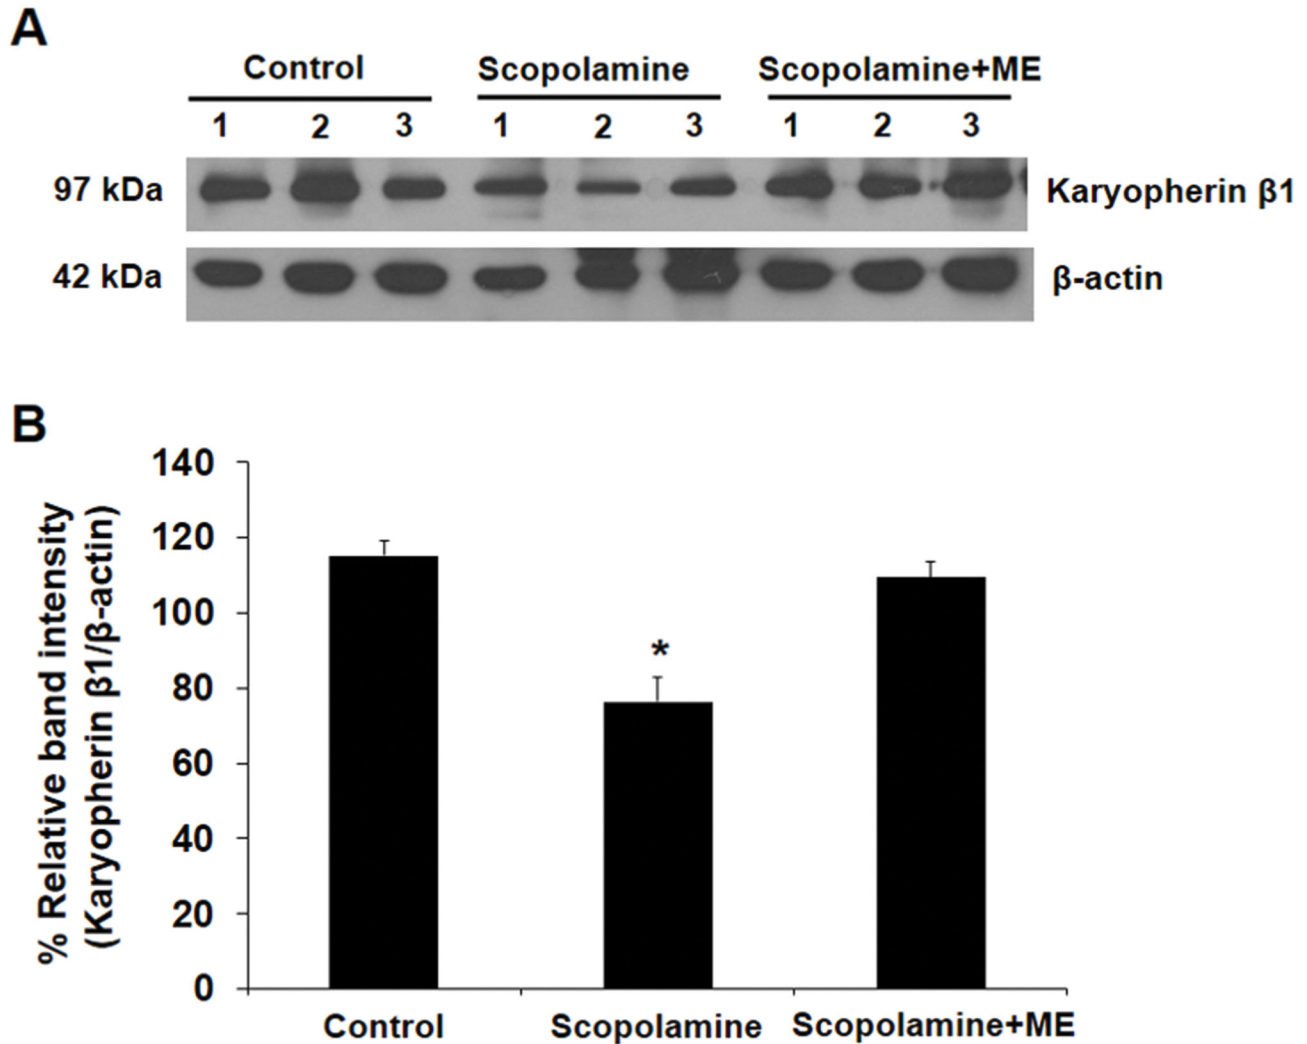 A
Control Scopolamine Scopolamine+ME
1 2 3 1 2 3 1 2 3
97 kDa Karyopherin β1
42 kDa β-actin
B
% Relative band intensity
(Karyopherin β1/β-actin)
140
120
100
80
60
40
20
0
*
Control Scopolamine Scopolamine+ME